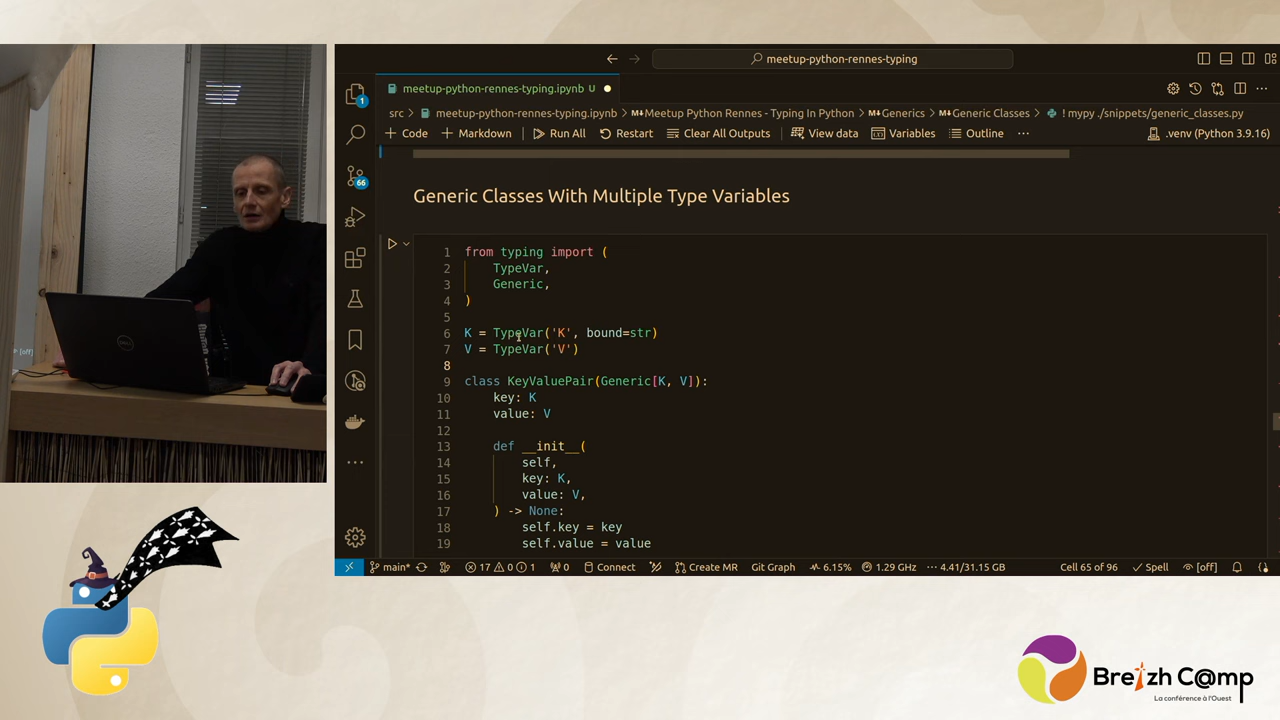 meetup-python-rennes-typing
meetup-python-rennes-typing.ipynb U
src > meetup-python-rennes-typing.ipynb > Meetup Python Rennes - Typing In Python > Generics > Generic Classes > ! mypy ./snippets/generic_classes.py
+ Code + Markdown Run All Restart Clear All Outputs View data Variables Outline ... .venv (Python 3.9.16)
Generic Classes With Multiple Type Variables
1 from typing import (
2 TypeVar,
3 Generic,
4 )
5
6 K = TypeVar('K', bound=str)
7 V = TypeVar('V')
8
9 class KeyValuePair(Generic[K, V]):
10 key: K
11 value: V
12
13 def __init__(
14 self,
15 key: K,
16 value: V,
17 ) -> None:
18 self.key = key
19 self.value = value
1
66
main* 17 0 1 0 Connect Create MR Git Graph 6.15% 1.29 GHz 4.41/31.15 GB Cell 65 of 96 Spell [off]
[off]
DELL
Breizh C@mp
La conférence à l'Ouest